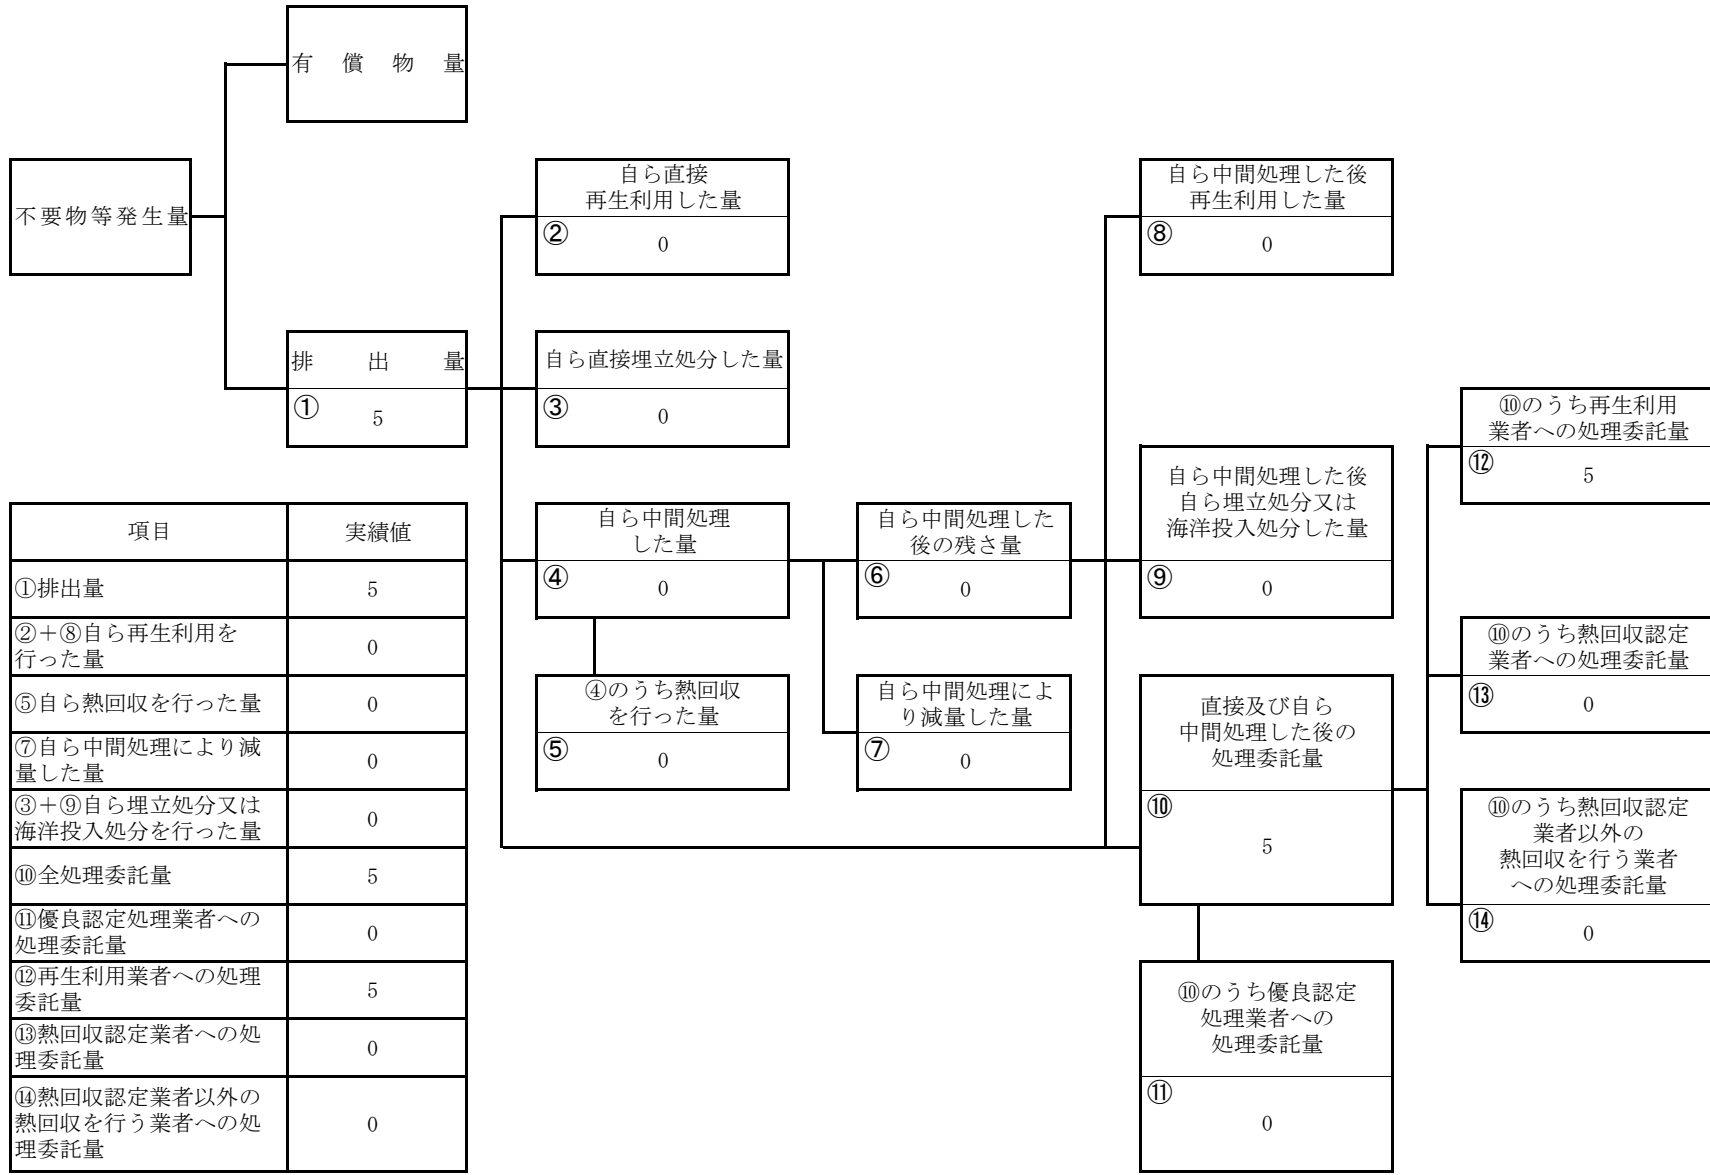 有償物量
不要物等発生量
排出量
①
5
自ら直接
再生利用した量
②
0
自ら直接埋立処分した量
③
0
自ら中間処理
した量
④
0
④のうち熱回収
を行った量
⑤
0
自ら中間処理した
後の残さ量
⑥
0
自ら中間処理によ
り減量した量
⑦
0
自ら中間処理した後
再生利用した量
⑧
0
自ら中間処理した後
自ら埋立処分又は
海洋投入処分した量
⑨
0
直接及び自ら
中間処理した後の
処理委託量
⑩
5
⑩のうち優良認定
処理業者への
処理委託量
⑪
0
⑩のうち再生利用
業者への処理委託量
⑫
5
⑩のうち熱回収認定
業者への処理委託量
⑬
0
⑩のうち熱回収認定
業者以外の
熱回収を行う業者
への処理委託量
⑭
0
項目 実績値
①排出量 5
②＋⑧自ら再生利用を
行った量 0
⑤自ら熱回収を行った量 0
⑦自ら中間処理により減
量した量 0
③＋⑨自ら埋立処分又は
海洋投入処分を行った量 0
⑩全処理委託量 5
⑪優良認定処理業者への
処理委託量 0
⑫再生利用業者への処理
委託量 5
⑬熱回収認定業者への処
理委託量 0
⑭熱回収認定業者以外の
熱回収を行う業者への処
理委託量 0